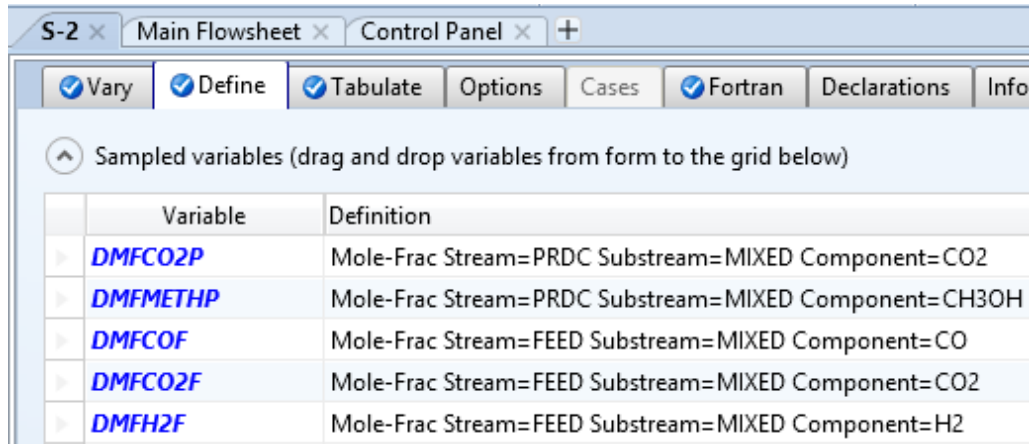 S-2 Main Flowsheet Control Panel +
Vary Define Tabulate Options Cases Fortran Declarations Info
Sampled variables (drag and drop variables from form to the grid below)
Variable Definition
DMFCO2P Mole-Frac Stream=PRDC Substream=MIXED Component=CO2
DMFMETHP Mole-Frac Stream=PRDC Substream=MIXED Component=CH3OH
DMFCOF Mole-Frac Stream=FEED Substream=MIXED Component=CO
DMFCO2F Mole-Frac Stream=FEED Substream=MIXED Component=CO2
DMFH2F Mole-Frac Stream=FEED Substream=MIXED Component=H2